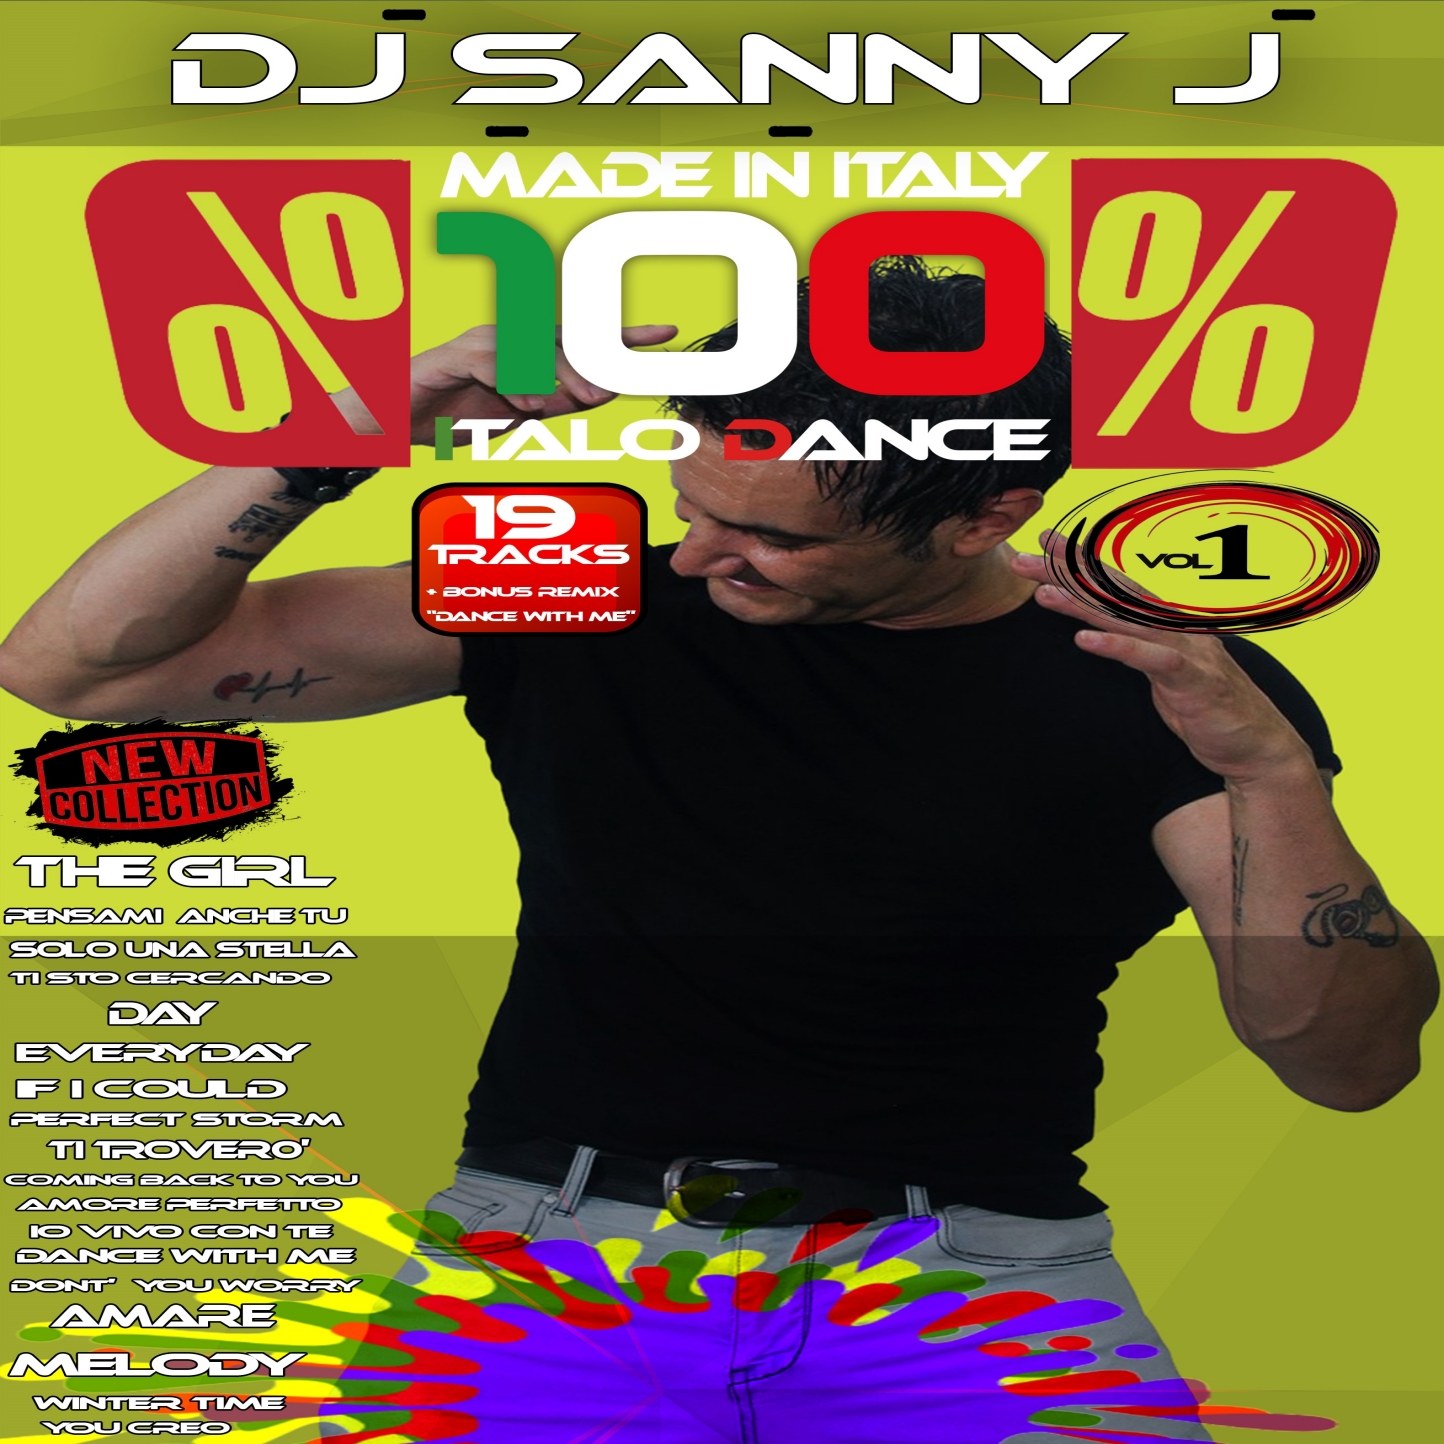 DJ SANNY J
MADE IN ITALY
% 100 %
ITALO DANCE
19
TRACKS
+ BONUS REMIX
"DANCE WITH ME"
VOL 1
NEW
COLLECTION
THE GIRL
PENSAMI ANCHE TU
SOLO UNA STELLA
TI STO CERCANDO
DAY
EVERYDAY
IF I COULD
PERFECT STORM
TI TROVERO'
COMING BACK TO YOU
AMORE PERFETTO
IO VIVO CON TE
DANCE WITH ME
DONT' YOU WORRY
AMARE
MELODY
WINTER TIME
YOU CREO